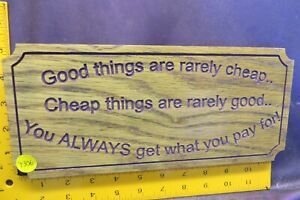 Good things are rarely cheap..
Cheap things are rarely good..
You ALWAYS get what you pay for!